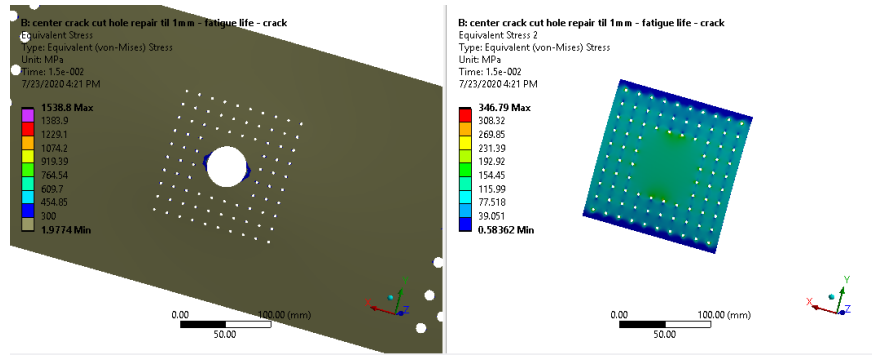 B: center crack cut hole repair til 1mm - fatigue life - crack
Equivalent Stress
Type: Equivalent (von-Mises) Stress
Unit: MPa
Time: 1.5e-002
7/23/2020 4:21 PM
1538.8 Max
1383.9
1229.1
1074.2
919.39
764.54
609.7
454.85
300
1.9774 Min
0.00
100.00 (mm)
50.00
X
Y
Z
B: center crack cut hole repair til 1mm - fatigue life - crack
Equivalent Stress 2
Type: Equivalent (von-Mises) Stress
Unit: MPa
Time: 1.5e-002
7/23/2020 4:21 PM
346.79 Max
308.32
269.85
231.39
192.92
154.45
115.99
77.518
39.051
0.58362 Min
0.00
100.00 (mm)
50.00
X
Y
Z